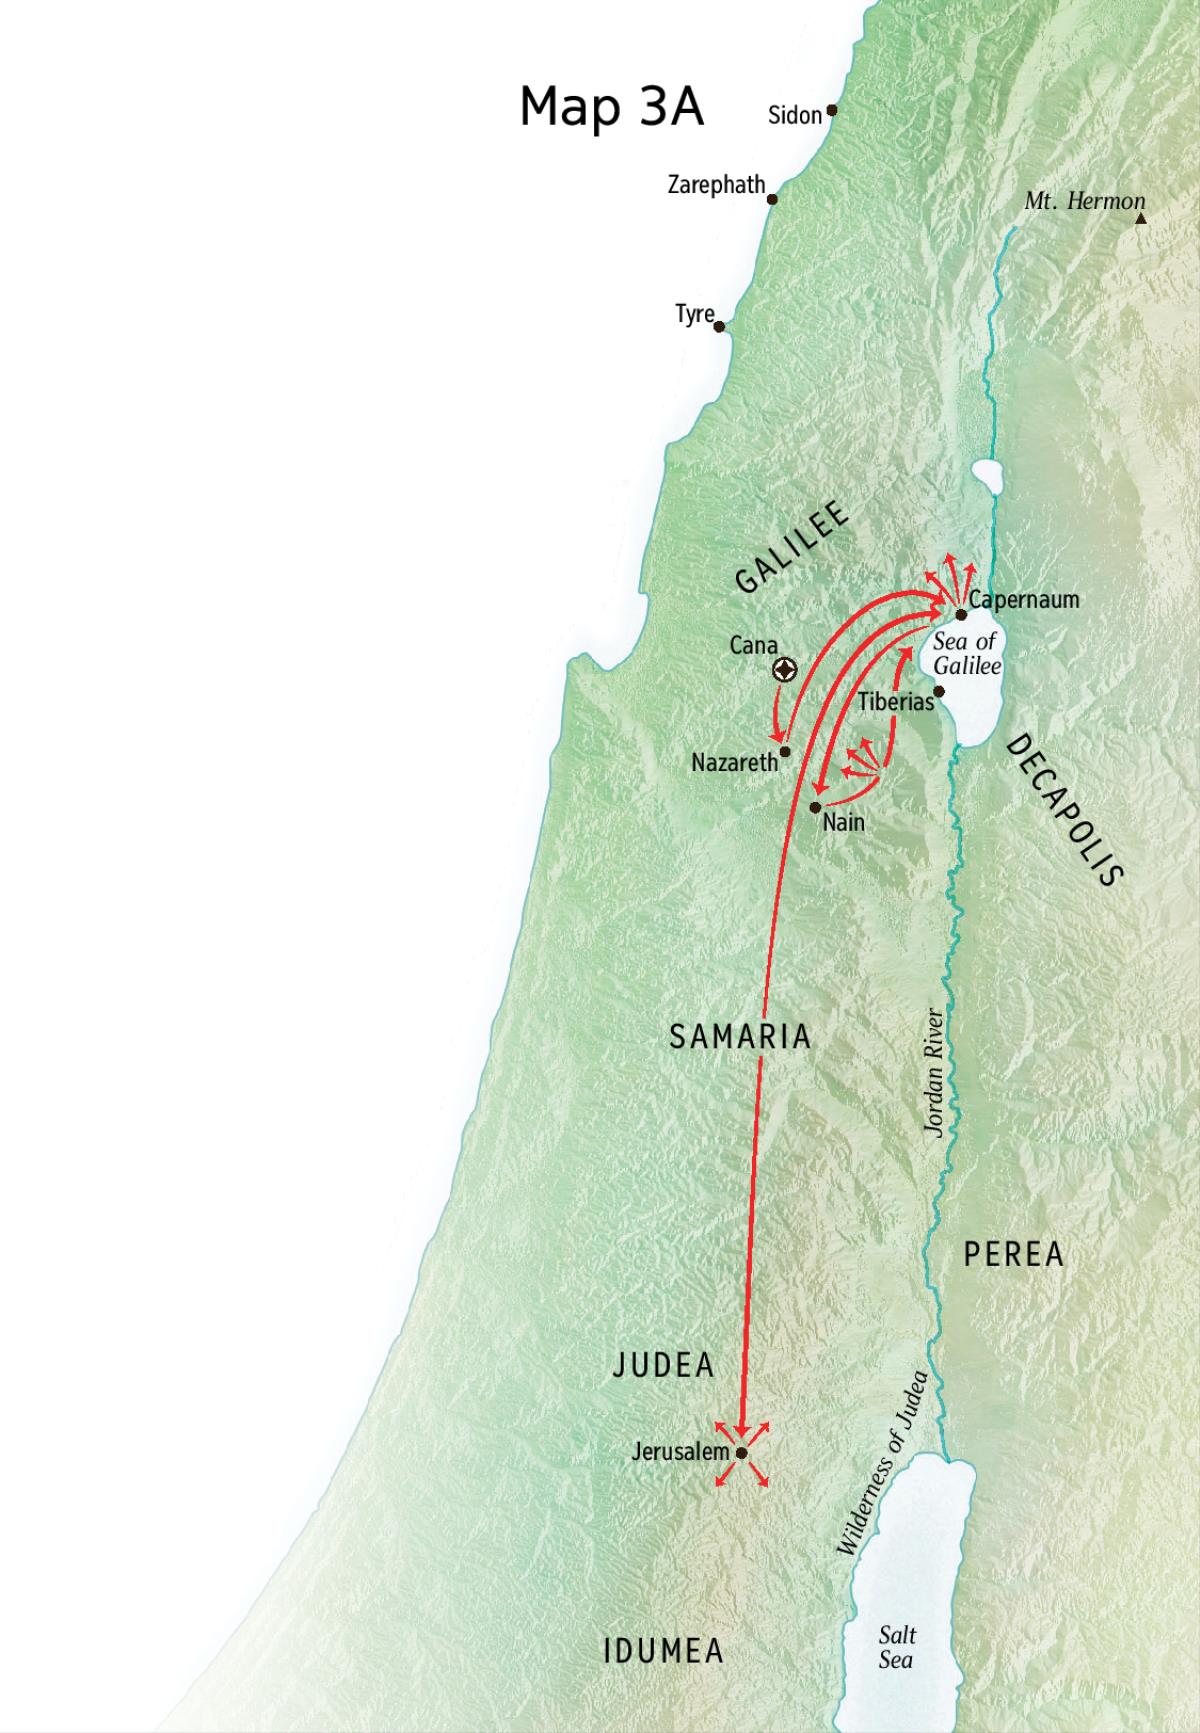 Map 3A
Sidon
Zarephath
Mt. Hermon
Tyre
GALILEE
Capernaum
Cana
Sea of
Galilee
Tiberias
Nazareth
DECAPOLIS
Nain
SAMARIA
Jordan River
PEREA
JUDEA
Wilderness of Judea
Jerusalem
Salt
Sea
IDUMEA